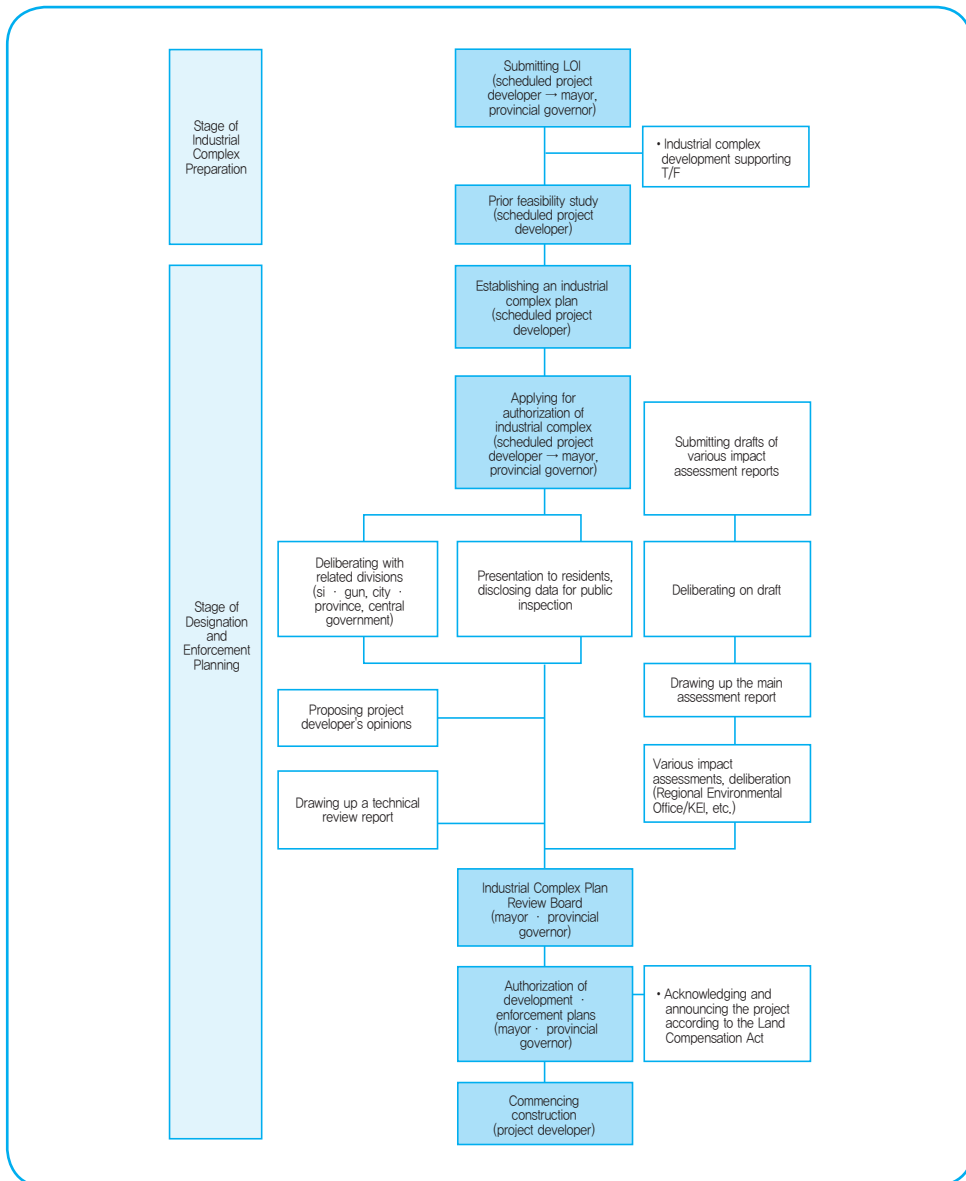 Submitting LOI
(scheduled project
developer → mayor,
provincial governor)
Stage of
Industrial
Complex
Preparation
• Industrial complex
development supporting
T/F
Prior feasibility study
(scheduled project
developer)
Establishing an industrial
complex plan
(scheduled project
developer)
Applying for
authorization of
industrial complex
(scheduled project
developer → mayor,
provincial governor)
Submitting drafts of
various impact
assessment reports
Deliberating with
related divisions
(si · gun, city ·
province, central
government)
Presentation to residents,
disclosing data for public
inspection
Deliberating on draft
Stage of
Designation
and
Enforcement
Planning
Drawing up the main
assessment report
Proposing project
developer's opinions
Various impact
assessments, deliberation
(Regional Environmental
Office/KEI, etc.)
Drawing up a technical
review report
Industrial Complex Plan
Review Board
(mayor · provincial
governor)
Authorization of
development ·
enforcement plans
(mayor · provincial
governor)
• Acknowledging and
announcing the project
according to the Land
Compensation Act
Commencing
construction
(project developer)